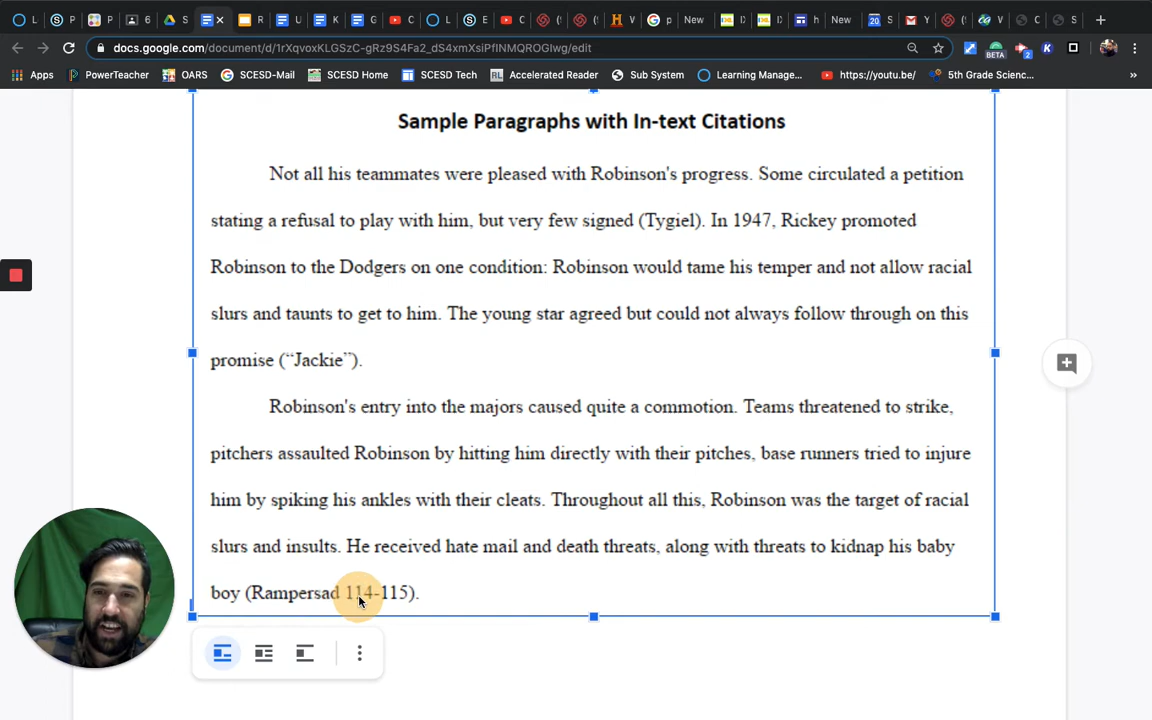 P
6
S
R
U
K
G
C
L
E
C
(
(
V
p
New
D
D
h
New
S
Y
(
V
C
S
docs.google.com/document/d/1rXqvoxKLGSzC-gRz9S4Fa2_dS4xmXsiPfINMQROGIwg/edit
BETA
2
Apps
PowerTeacher
OARS
SCESD-Mail
SCESD Home
SCESD Tech
RL Accelerated Reader
Sub System
Learning Manage...
https://youtu.be/
5th Grade Scienc...
»
Sample Paragraphs with In-text Citations
Not all his teammates were pleased with Robinson's progress. Some circulated a petition
stating a refusal to play with him, but very few signed (Tygiel). In 1947, Rickey promoted
Robinson to the Dodgers on one condition: Robinson would tame his temper and not allow racial
slurs and taunts to get to him. The young star agreed but could not always follow through on this
promise (“Jackie”).
Robinson's entry into the majors caused quite a commotion. Teams threatened to strike,
pitchers assaulted Robinson by hitting him directly with their pitches, base runners tried to injure
him by spiking his ankles with their cleats. Throughout all this, Robinson was the target of racial
slurs and insults. He received hate mail and death threats, along with threats to kidnap his baby
boy (Rampersad 114-115).